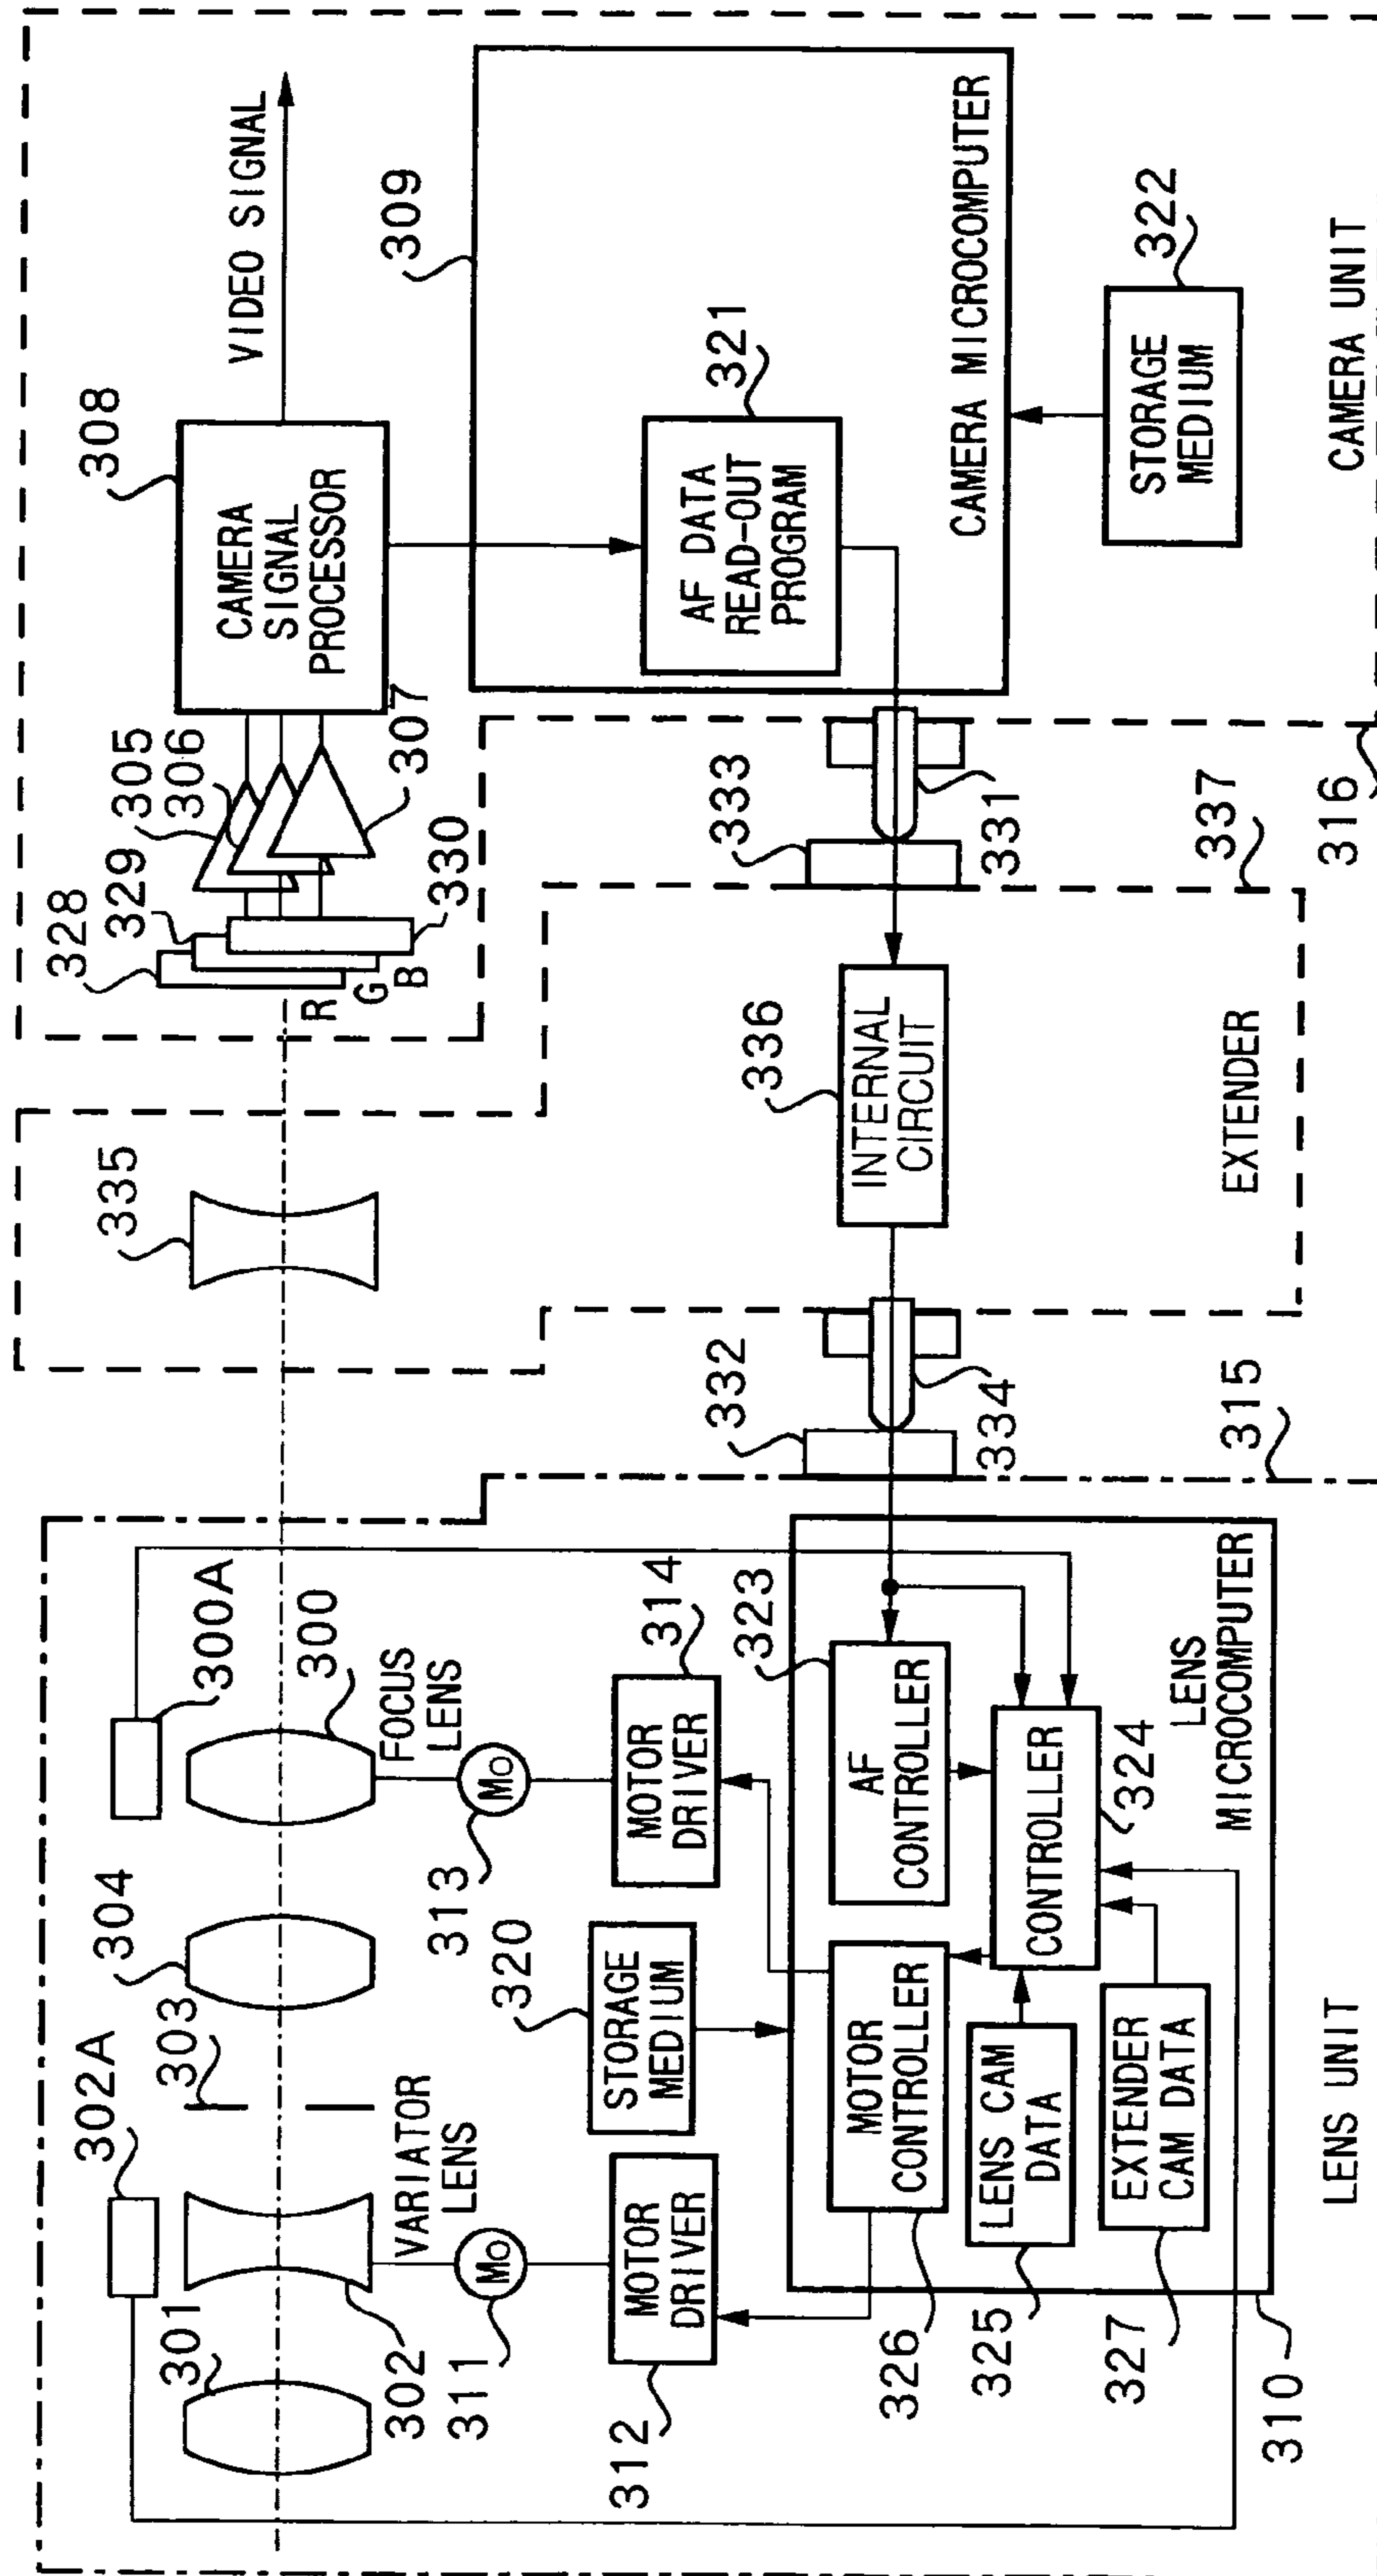 302A
303
304
300A
301
302
VARIATOR
LENS
311
Mo
FOCUS
LENS
300
313
Mo
312
MOTOR
DRIVER
320
STORAGE
MEDIUM
MOTOR
DRIVER
314
323
326
MOTOR
CONTROLLER
AF
CONTROLLER
325
LENS CAM
DATA
CONTROLLER
324
327
EXTENDER
CAM DATA
LENS
MICROCOMPUTER
310
LENS UNIT
315
332
334
335
336
INTERNAL
CIRCUIT
EXTENDER
333
331
337
316
328
329
305
306
R
G
B
330
307
308
CAMERA
SIGNAL
PROCESSOR
VIDEO SIGNAL
309
AF DATA
READ-OUT
PROGRAM
321
CAMERA MICROCOMPUTER
STORAGE
MEDIUM
322
CAMERA UNIT